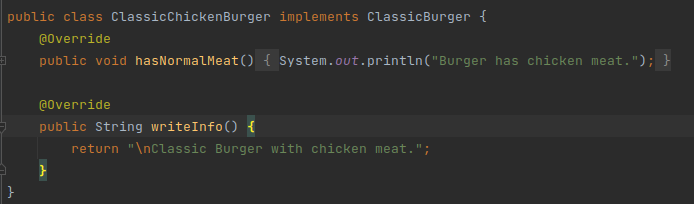 public class ClassicChickenBurger implements ClassicBurger {
@Override
public void hasNormalMeat() { System.out.println("Burger has chicken meat."); }
@Override
public String writeInfo() {
return "\nClassic Burger with chicken meat.";
}
}